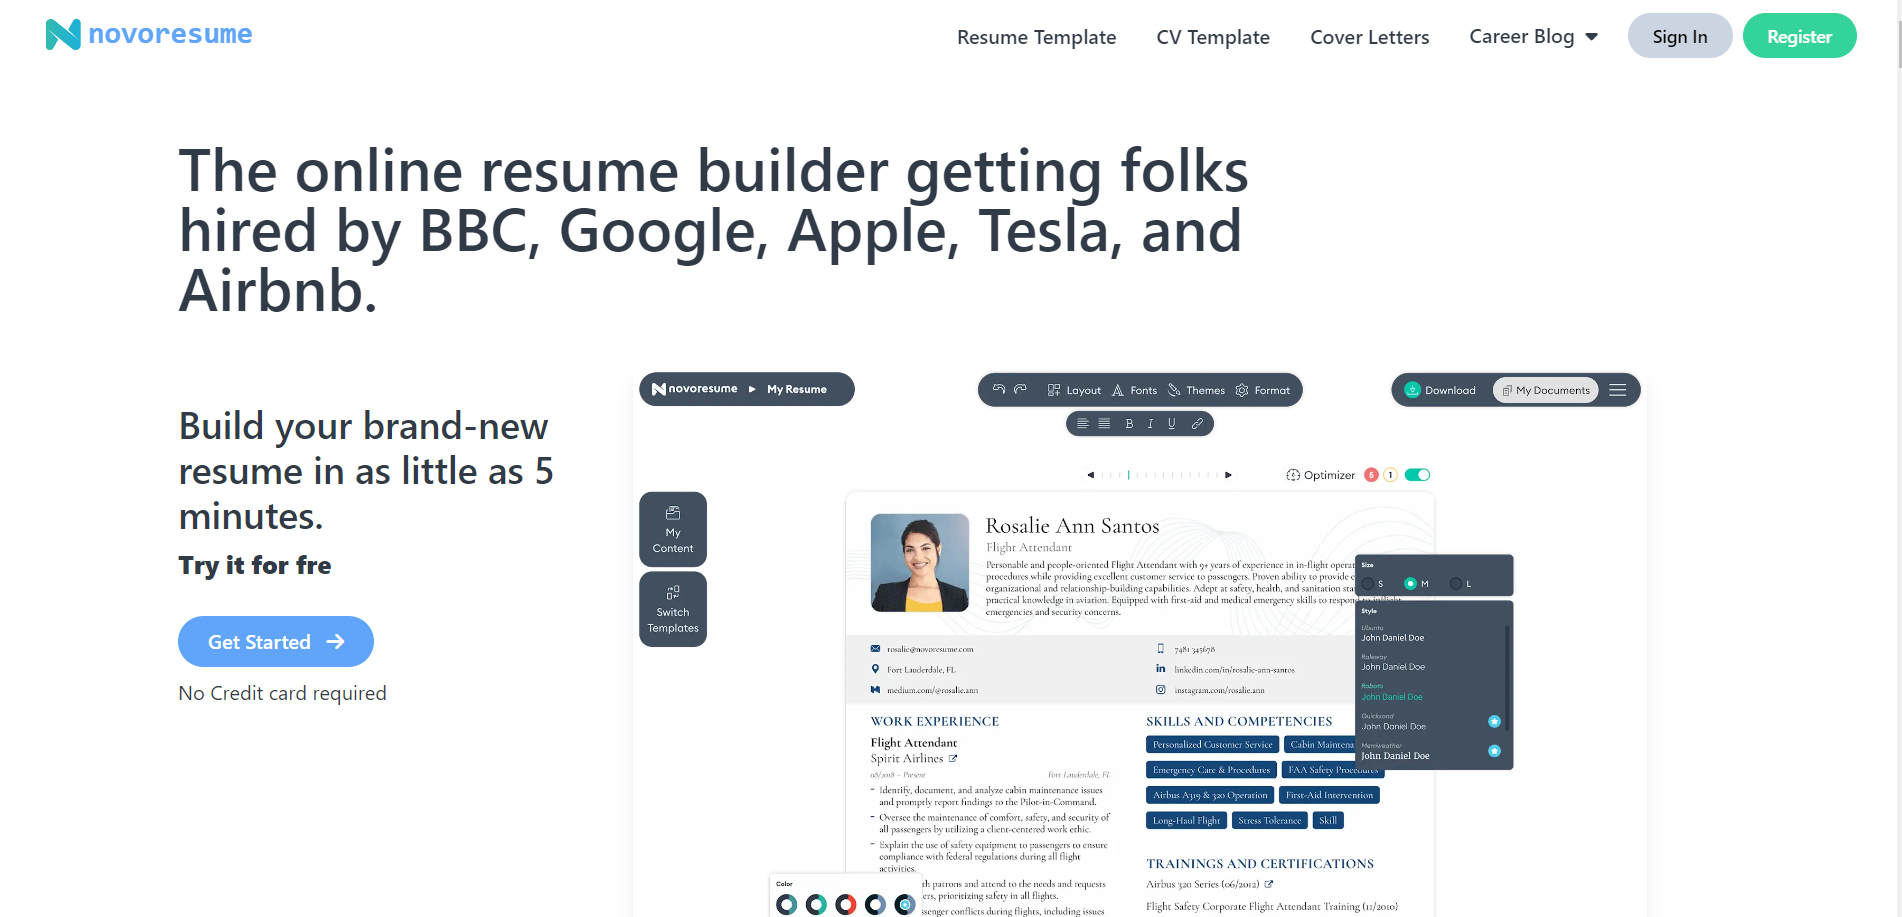 novoresume
Resume Template
CV Template
Cover Letters
Career Blog
Sign In
Register
The online resume builder getting folks
hired by BBC, Google, Apple, Tesla, and
Airbnb.
Build your brand-new
resume in as little as 5
minutes.
Try it for fre
Get Started
No Credit card required
novoresume
My Resume
Layout
Fonts
Themes
Format
Download
My Documents
B I U
Optimizer
6
1
My
Content
Switch
Templates
Rosalie Ann Santos
Flight Attendant
Personable and people-oriented Flight Attendant with 9+ years of experience in in-flight operat
procedures while providing excellent customer service to passengers. Proven ability to provide c
organizational and relationship-building capabilities. Adept at safety, health, and sanitation sta
practical knowledge in aviation. Equipped with first-aid and medical emergency skills to respond to inflight
emergencies and security concerns.
Size
S
M
L
Style
Ubuntu
John Daniel Doe
Raleway
John Daniel Doe
Roboto
John Daniel Doe
Quicksand
John Daniel Doe
Merriweather
John Daniel Doe
rosalie@novoresume.com
7481 345678
Fort Lauderdale, FL
linkedin.com/in/rosalie-ann-santos
medium.com/@rosalie.ann
instagram.com/rosalie.ann
WORK EXPERIENCE
Flight Attendant
Spirit Airlines
08/2018 – Present
Fort Lauderdale, FL
- Identify, document, and analyze cabin maintenance issues
and promptly report findings to the Pilot-in-Command.
- Oversee the maintenance of comfort, safety, and security of
all passengers by utilizing a client-centered work ethic.
- Explain the use of safety equipment to passengers to ensure
compliance with federal regulations during all flight
activities.
th patrons and attend to the needs and requests
ers, prioritizing safety in all flights.
ssenger conflicts during flights, including issues
Color
SKILLS AND COMPETENCIES
Personalized Customer Service
Cabin Maintena
Emergency Care & Procedures
FAA Safety Procedures
Airbus A319 & 320 Operation
First-Aid Intervention
Long-Haul Flight
Stress Tolerance
Skill
TRAININGS AND CERTIFICATIONS
Airbus 320 Series (06/2012)
Flight Safety Corporate Flight Attendant Training (11/2010)